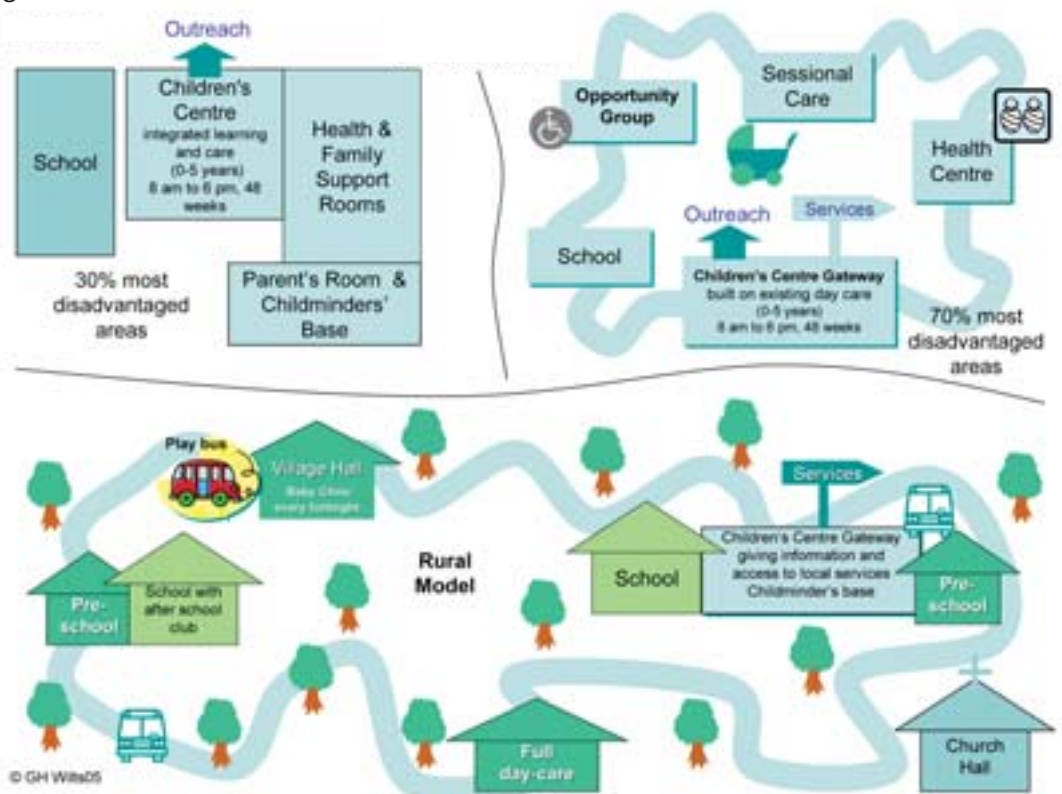 Outreach
School
Children's
Centre
integrated learning
and care
(0-5 years)
8 am to 6 pm, 48
weeks
Health &
Family
Support
Rooms
30% most
disadvantaged
areas
Parent's Room &
Childminders'
Base
Opportunity
Group
Sessional
Care
Health
Centre
School
Outreach
Services
Children's Centre Gateway
built on existing day care
(0-5 years)
8 am to 6 pm, 48 weeks
70% most
disadvantaged
areas
Play bus
Village Hall
Baby Clinic
every fortnight
Pre-
school
School with
after school
club
Rural
Model
Services
School
Children's Centre Gateway
giving information and
access to local services
Childminder's base
Pre-
school
Full
day-care
Church
Hall
© GH Wilts05